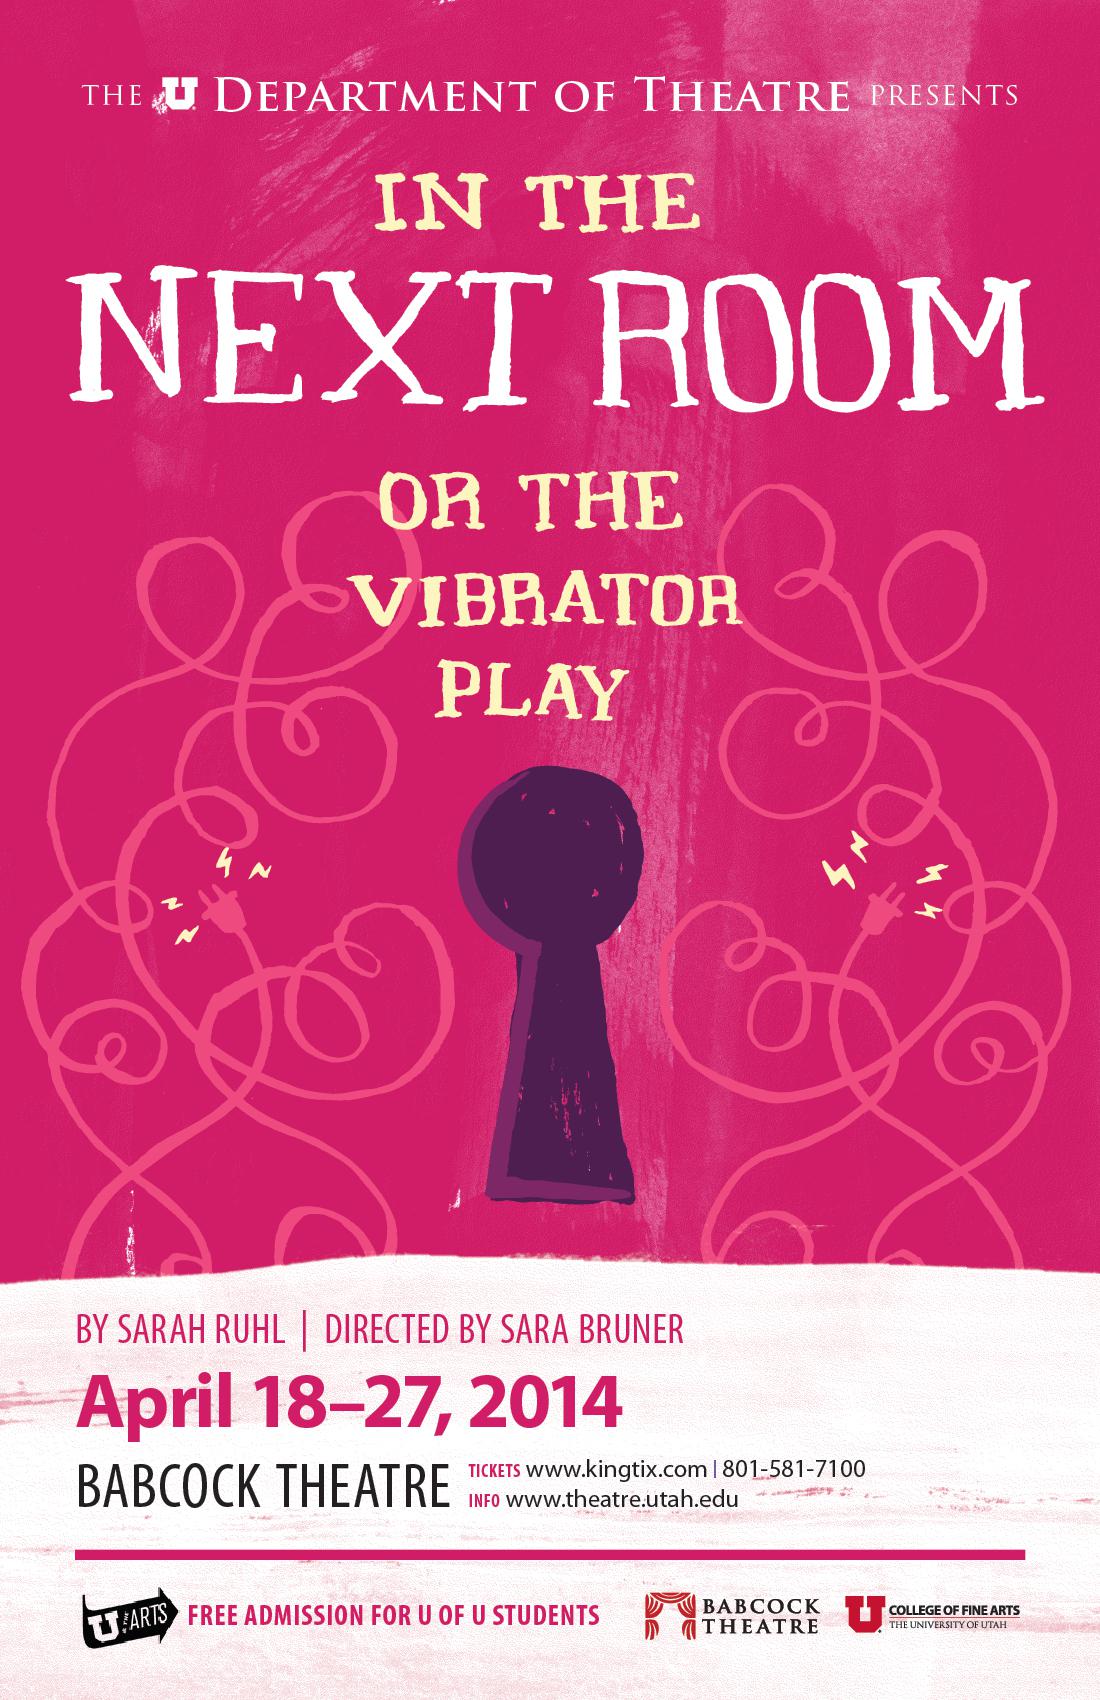 THE U DEPARTMENT OF THEATRE PRESENTS
IN THE
NEXT ROOM
OR THE
VIBRATOR
PLAY
BY SARAH RUHL | DIRECTED BY SARA BRUNER
April 18–27, 2014
BABCOCK THEATRE
TICKETS www.kingtix.com | 801-581-7100
INFO www.theatre.utah.edu
U THE ARTS
FREE ADMISSION FOR U OF U STUDENTS
BABCOCK
THEATRE
U
COLLEGE OF FINE ARTS
THE UNIVERSITY OF UTAH